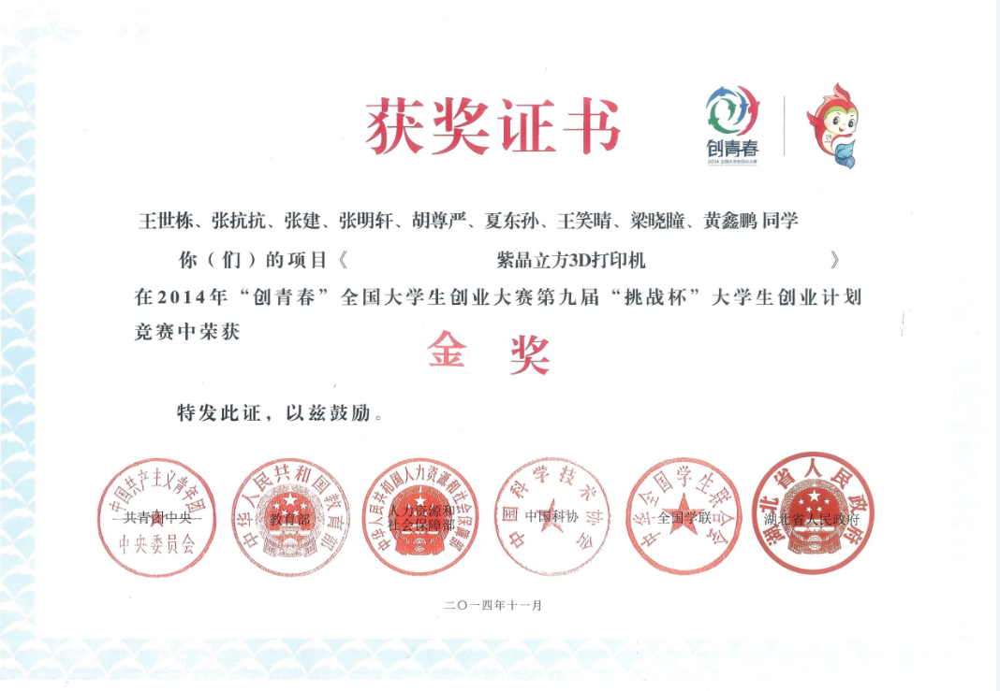 获奖证书
创青春
2014 全国大学生创业大赛
王世栋、张抗抗、张建、张明轩、胡尊严、夏东孙、王笑晴、梁晓瞳、黄鑫鹏 同学
你（们）的项目《 紫晶立方3D打印机 》
在2014年“创青春”全国大学生创业大赛第九届“挑战杯”大学生创业计划
竞赛中荣获
金 奖
特发此证，以兹鼓励。
中国共产主义青年团
共青团中央
中央委员会
中华人民共和国教育部
教育部
中华人民共和国人力资源和社会保障部
人力资源和
社会保障部
中国科学技术协会
中国科协
中华全国学生联合会
全国学联
湖北省人民政府
湖北省人民政府
二〇一四年十一月